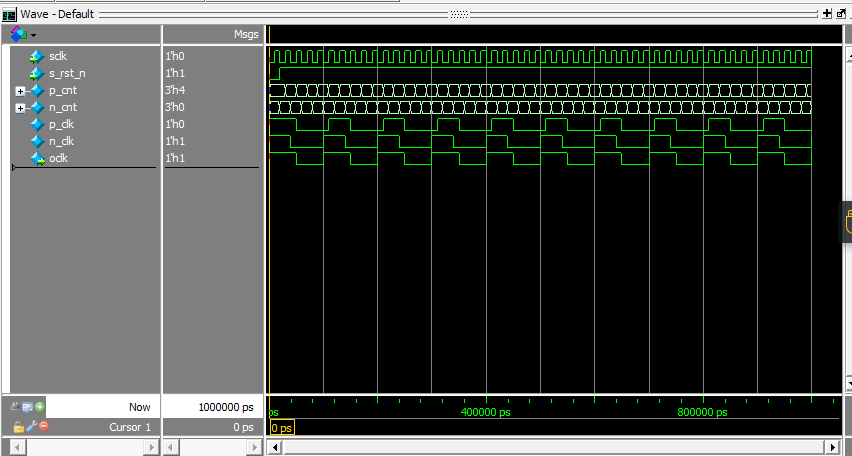 Wave - Default
Msgs
sclk 1'h0
s_rst_n 1'h1
p_cnt 3'h4
n_cnt 3'h0
p_clk 1'h0
n_clk 1'h1
oclk 1'h1
Now 1000000 ps ps 400000 ps 800000 ps
Cursor 1 0 ps 0 ps